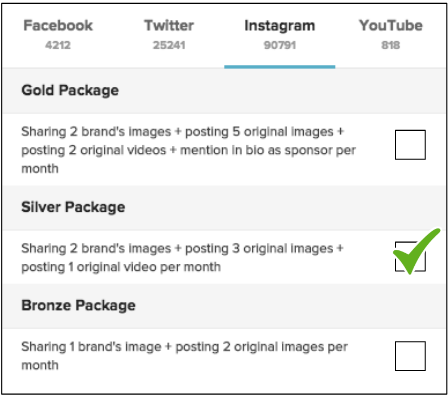 Facebook Twitter Instagram YouTube
4212 25241 90791 818
Gold Package
Sharing 2 brand's images + posting 5 original images +
posting 2 original videos + mention in bio as sponsor per
month
Silver Package
Sharing 2 brand's images + posting 3 original images +
posting 1 original video per month
Bronze Package
Sharing 1 brand's image + posting 2 original images per
month